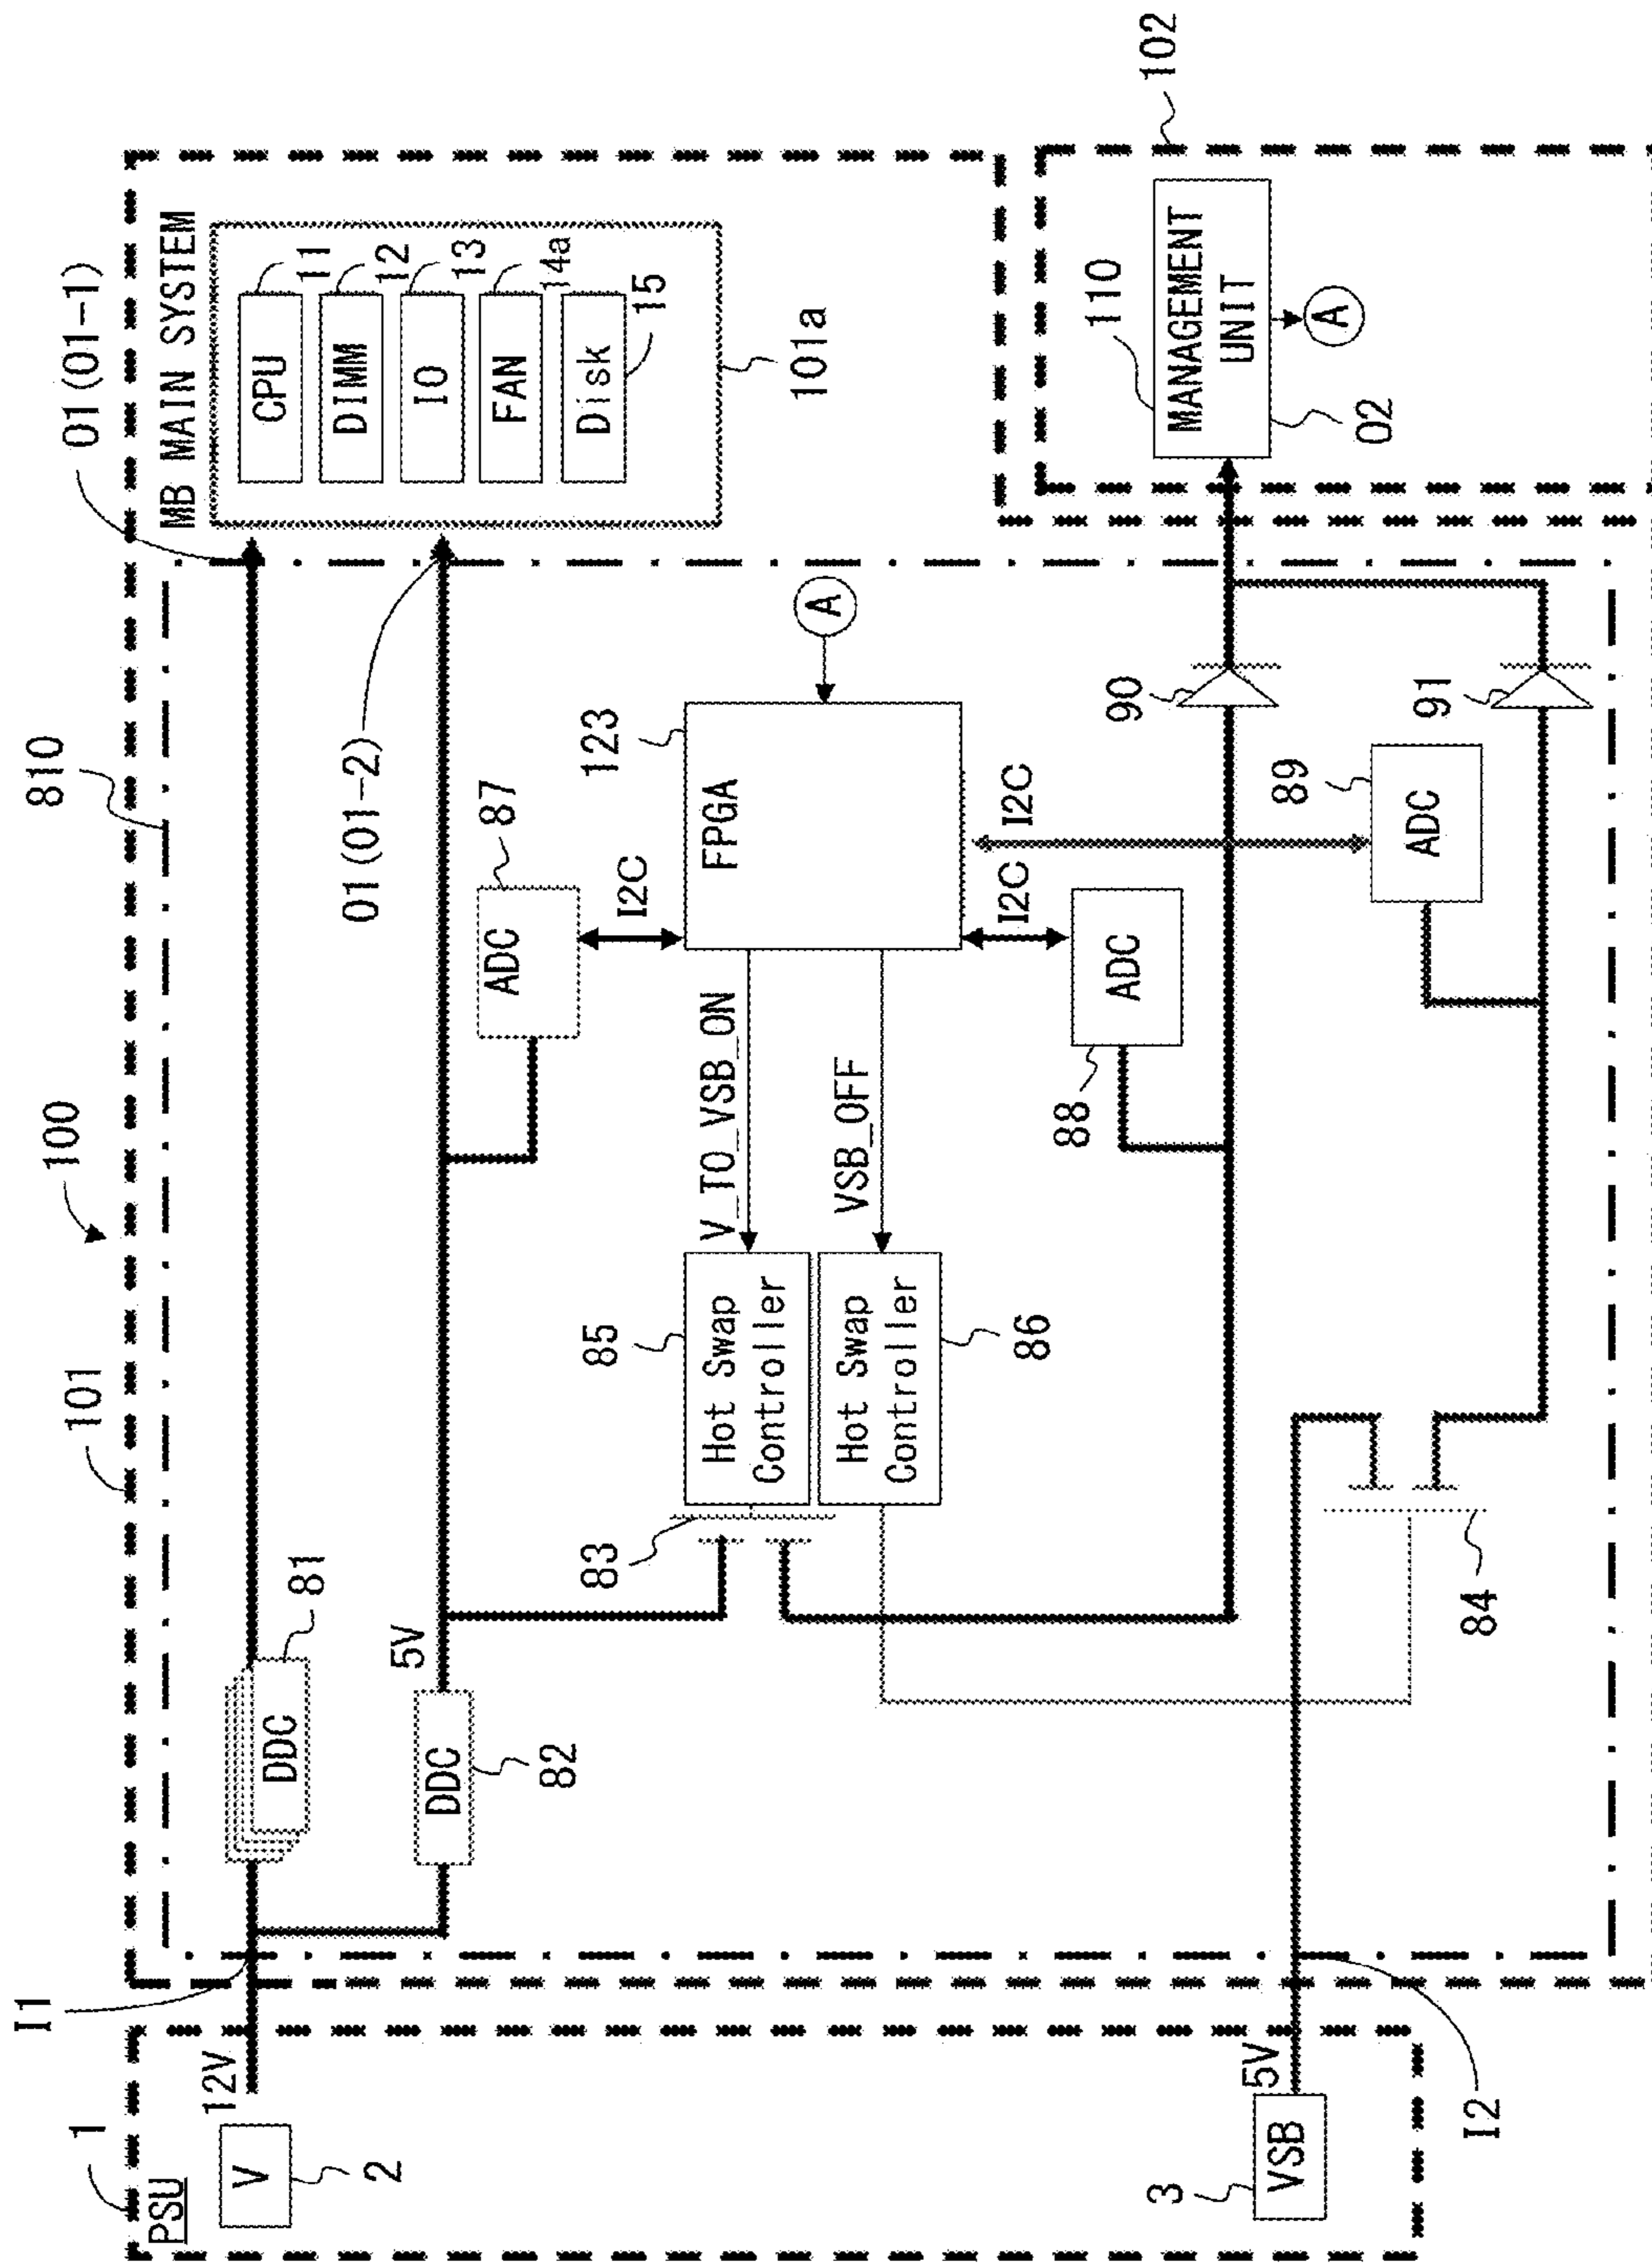 100
101
810
01(01-1)
1
PSU
I1
12V
V
2
DDC
81
MB MAIN SYSTEM
CPU
11
DIMM
12
IO
13
FAN
14a
Disk
15
101a
DDC
82
5V
01(01-2)
ADC
87
I2C
83
85
Hot Swap
Controller
V_TO_VSB_ON
123
FPGA
A
Hot Swap
Controller
86
VSB_OFF
I2C
I2C
88
ADC
90
89
ADC
91
3
VSB
5V
I2
84
102
110
MANAGEMENT
UNIT
02
A